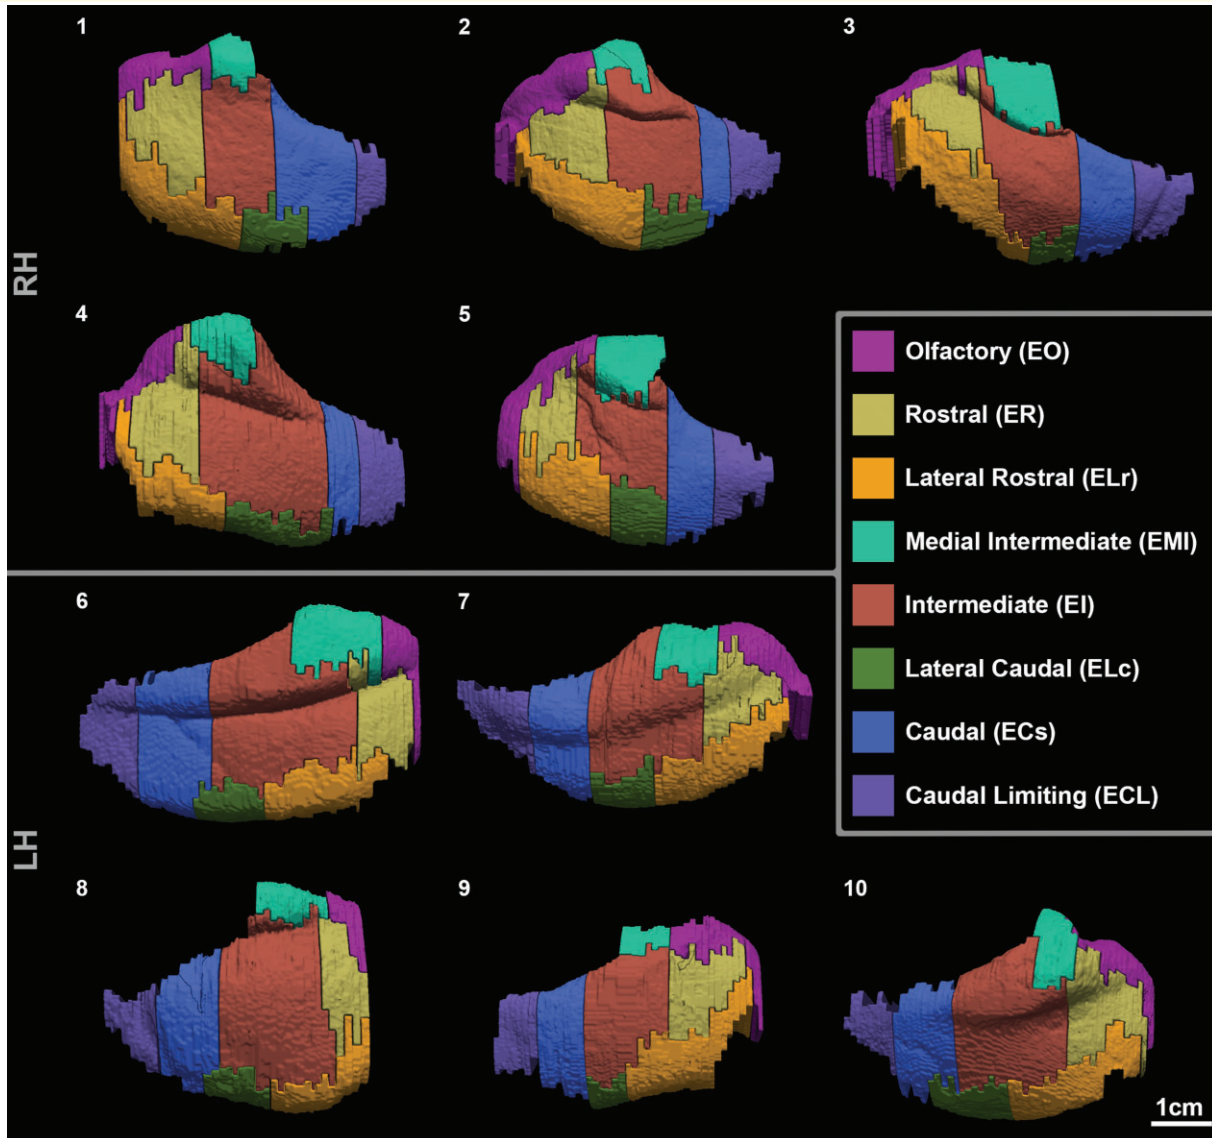 1
2
3
RH
4
5
Olfactory (EO)
Rostral (ER)
Lateral Rostral (ELr)
Medial Intermediate (EMI)
Intermediate (EI)
Lateral Caudal (ELc)
Caudal (ECs)
Caudal Limiting (ECL)
6
7
LH
8
9
10
1cm